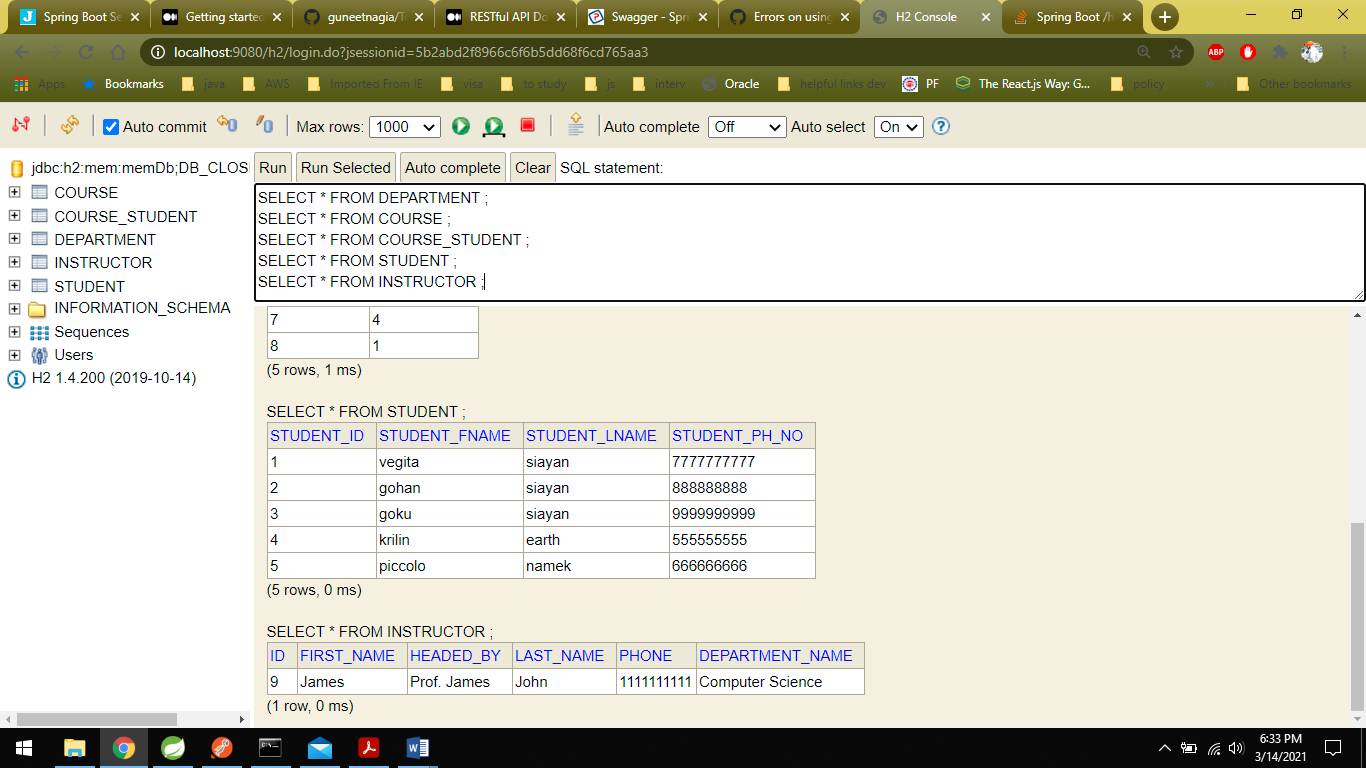 Spring Boot Se
Getting started
guneetnagia/T
RESTful API Do
Swagger - Spri
Errors on using
H2 Console
Spring Boot /h
localhost:9080/h2/login.do?jsessionid=5b2abd2f8966c6f6b5dd68f6cd765aa3
ABP
Apps
Bookmarks
java
AWS
Imported From IE
visa
to study
js
interv
Oracle
helpful links dev
PF
The React.js Way: G...
policy
Other bookmarks
Auto commit
Max rows: 1000
Auto complete Off
Auto select On
jdbc:h2:mem:memDb;DB_CLOS
COURSE
COURSE_STUDENT
DEPARTMENT
INSTRUCTOR
STUDENT
INFORMATION_SCHEMA
Sequences
Users
H2 1.4.200 (2019-10-14)
Run Run Selected Auto complete Clear SQL statement:
SELECT * FROM DEPARTMENT ;
SELECT * FROM COURSE ;
SELECT * FROM COURSE_STUDENT ;
SELECT * FROM STUDENT ;
SELECT * FROM INSTRUCTOR ;
7 4
8 1
(5 rows, 1 ms)
SELECT * FROM STUDENT ;
STUDENT_ID STUDENT_FNAME STUDENT_LNAME STUDENT_PH_NO
1 vegita siayan 7777777777
2 gohan siayan 888888888
3 goku siayan 9999999999
4 krilin earth 555555555
5 piccolo namek 666666666
(5 rows, 0 ms)
SELECT * FROM INSTRUCTOR ;
ID FIRST_NAME HEADED_BY LAST_NAME PHONE DEPARTMENT_NAME
9 James Prof. James John 1111111111 Computer Science
(1 row, 0 ms)
6:33 PM
3/14/2021